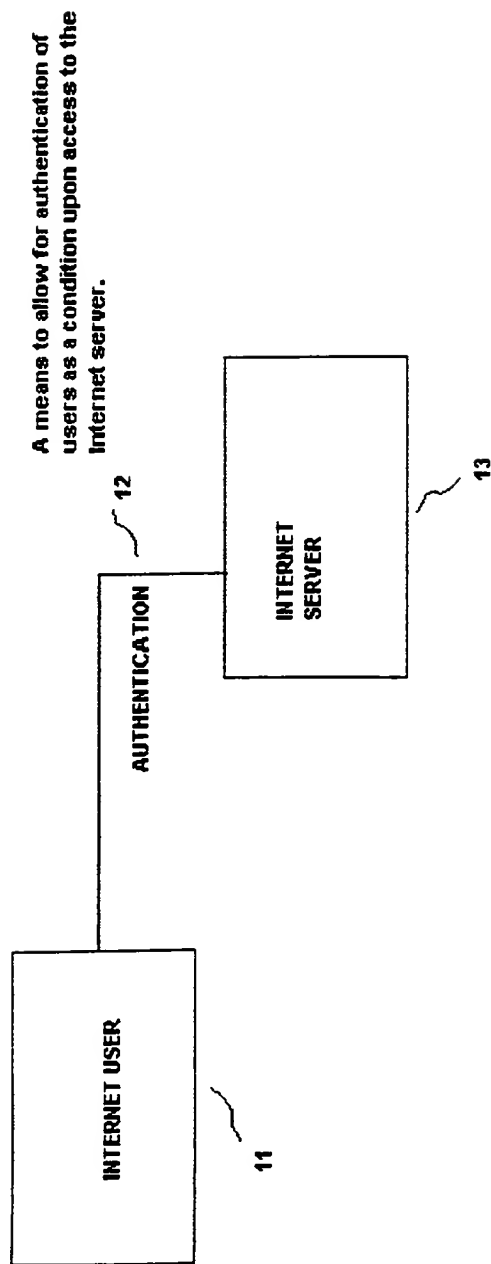 A means to allow for authentication of
users as a condition upon access to the
Internet server.
12
AUTHENTICATION
INTERNET USER
11
INTERNET
SERVER
13